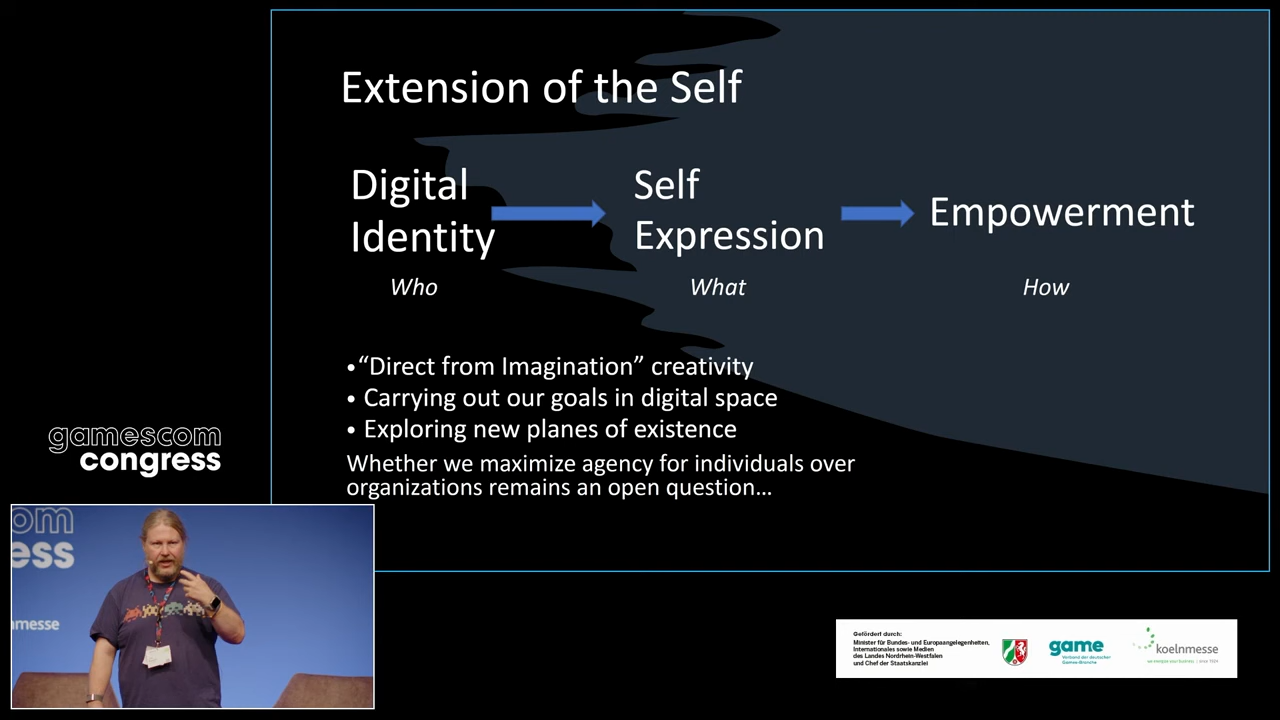 Extension of the Self
Digital
Identity
Who
Self
Expression
What
Empowerment
How
•“Direct from Imagination” creativity
• Carrying out our goals in digital space
• Exploring new planes of existence
Whether we maximize agency for individuals over
organizations remains an open question...
gamescom
congress
om
ess
nmesse
Gefördert durch:
Minister für Bundes- und Europaangelegenheiten,
Internationales sowie Medien
des Landes Nordrhein-Westfalen
und Chef der Staatskanzlei
game
Verband der deutschen
Games-Branche
koelnmesse